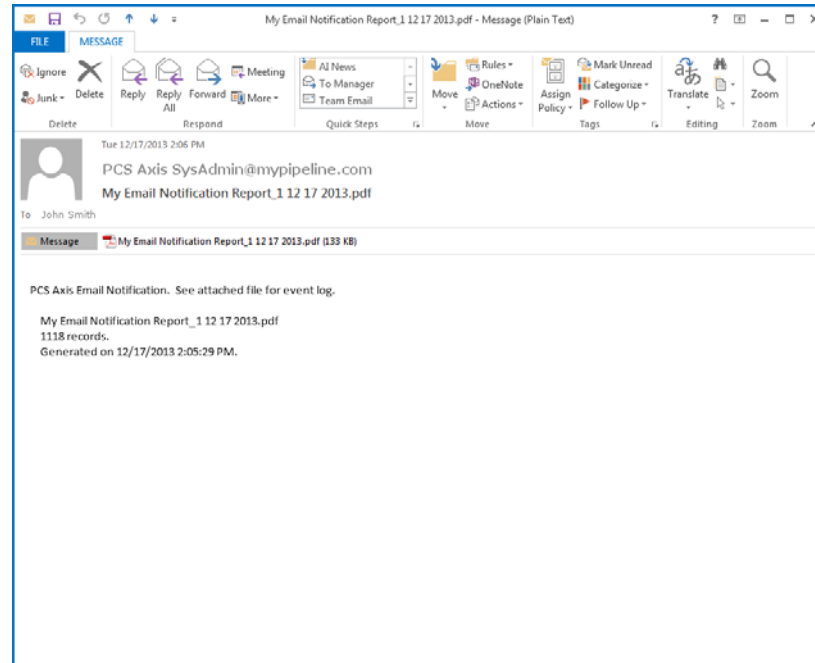 My Email Notification Report_1 12 17 2013.pdf - Message (Plain Text)
FILE MESSAGE
Ignore
Junk
Delete
Reply
Reply All
Forward
Meeting
More
AI News
To Manager
Team Email
Move
Rules
OneNote
Actions
Assign Policy
Mark Unread
Categorize
Follow Up
Translate
Zoom
Delete Respond Quick Steps Move Tags Editing Zoom
Tue 12/17/2013 2:06 PM
PCS Axis SysAdmin@mypipeline.com
My Email Notification Report_1 12 17 2013.pdf
To John Smith
Message My Email Notification Report_1 12 17 2013.pdf (133 KB)
PCS Axis Email Notification. See attached file for event log.
My Email Notification Report_1 12 17 2013.pdf
1118 records.
Generated on 12/17/2013 2:05:29 PM.